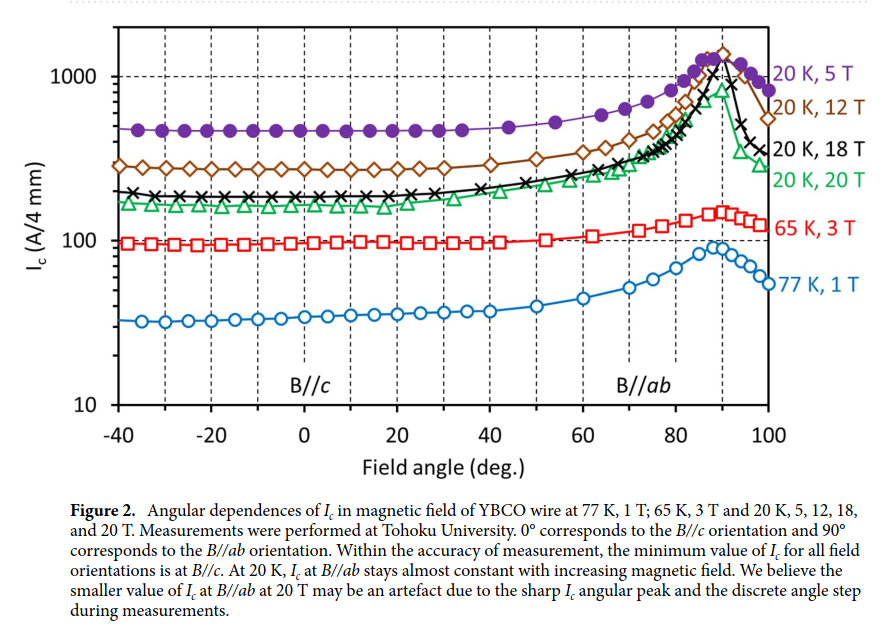 1000
100
10
I_c (A/4 mm)
20 K, 5 T
20 K, 12 T
20 K, 18 T
20 K, 20 T
65 K, 3 T
77 K, 1 T
B//c
B//ab
-40 -20 0 20 40 60 80 100
Field angle (deg.)
Figure 2. Angular dependences of I_c in magnetic field of YBCO wire at 77 K, 1 T; 65 K, 3 T and 20 K, 5, 12, 18,
and 20 T. Measurements were performed at Tohoku University. 0° corresponds to the B//c orientation and 90°
corresponds to the B//ab orientation. Within the accuracy of measurement, the minimum value of I_c for all field
orientations is at B//c. At 20 K, I_c at B//ab stays almost constant with increasing magnetic field. We believe the
smaller value of I_c at B//ab at 20 T may be an artefact due to the sharp I_c angular peak and the discrete angle step
during measurements.